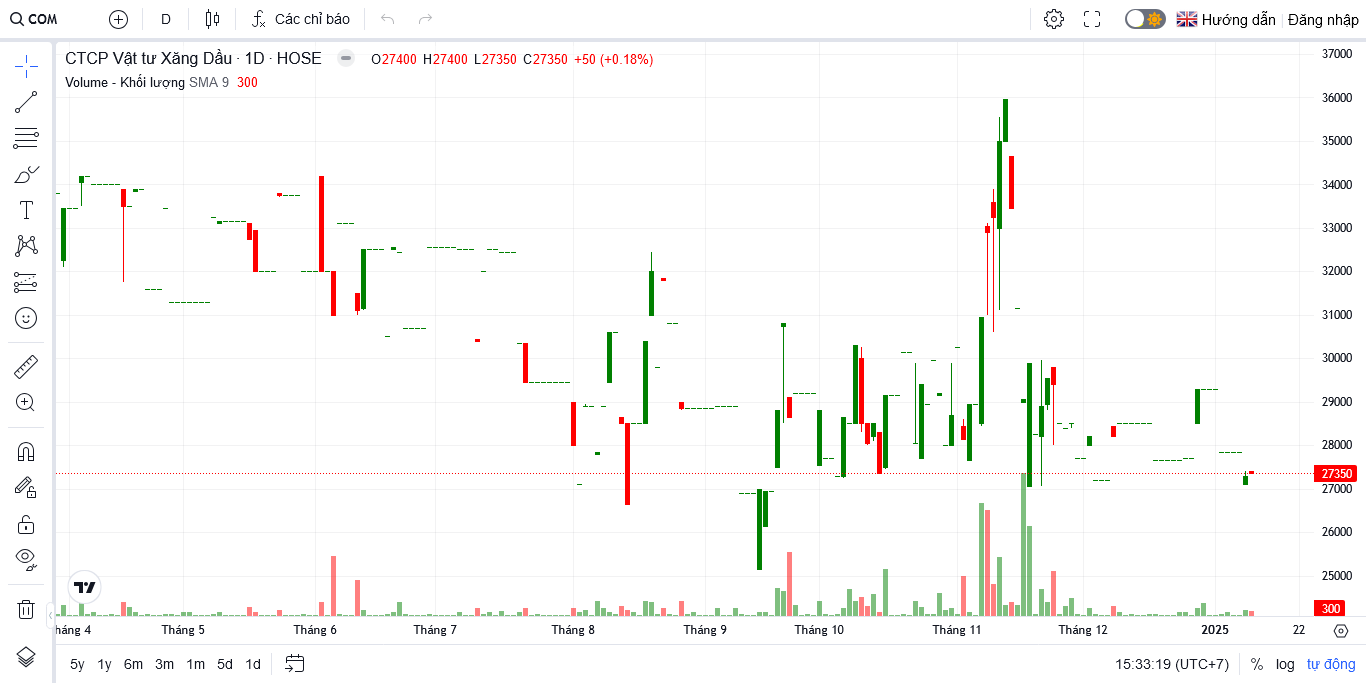 COM
D
Các chỉ báo
Hướng dẫn
Đăng nhập
CTCP Vật tư Xăng Dầu · 1D · HOSE
O27400 H27400 L27350 C27350 +50 (+0.18%)
Volume - Khối lượng SMA 9 300
37000
36000
35000
34000
33000
32000
31000
30000
29000
28000
27350
27000
26000
25000
300
háng 4 Tháng 5 Tháng 6 Tháng 7 Tháng 8 Tháng 9 Tháng 10 Tháng 11 Tháng 12 2025 22
5y 1y 6m 3m 1m 5d 1d
15:33:19 (UTC+7) % log tự động